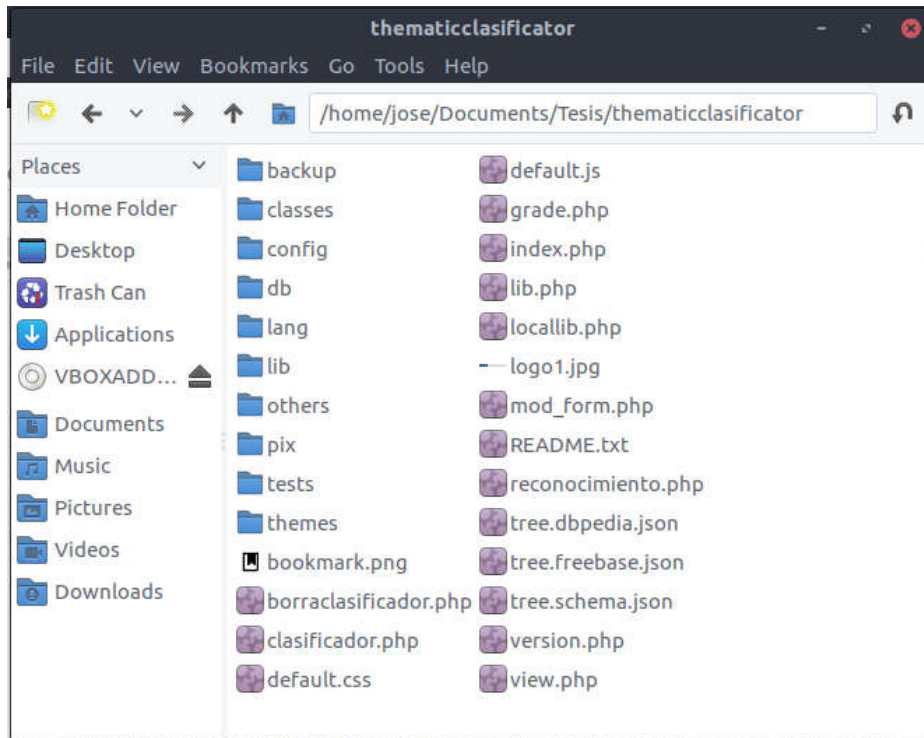 thematicclasificator
File Edit View Bookmarks Go Tools Help
/home/jose/Documents/Tesis/thematicclasificator
Places
Home Folder
Desktop
Trash Can
Applications
VBOXADD...
Documents
Music
Pictures
Videos
Downloads
backup
classes
config
db
lang
lib
others
pix
tests
themes
bookmark.png
borraclasificador.php
clasificador.php
default.css
default.js
grade.php
index.php
lib.php
locallib.php
logo1.jpg
mod_form.php
README.txt
reconocimiento.php
tree.dbpedia.json
tree.freebase.json
tree.schema.json
version.php
view.php